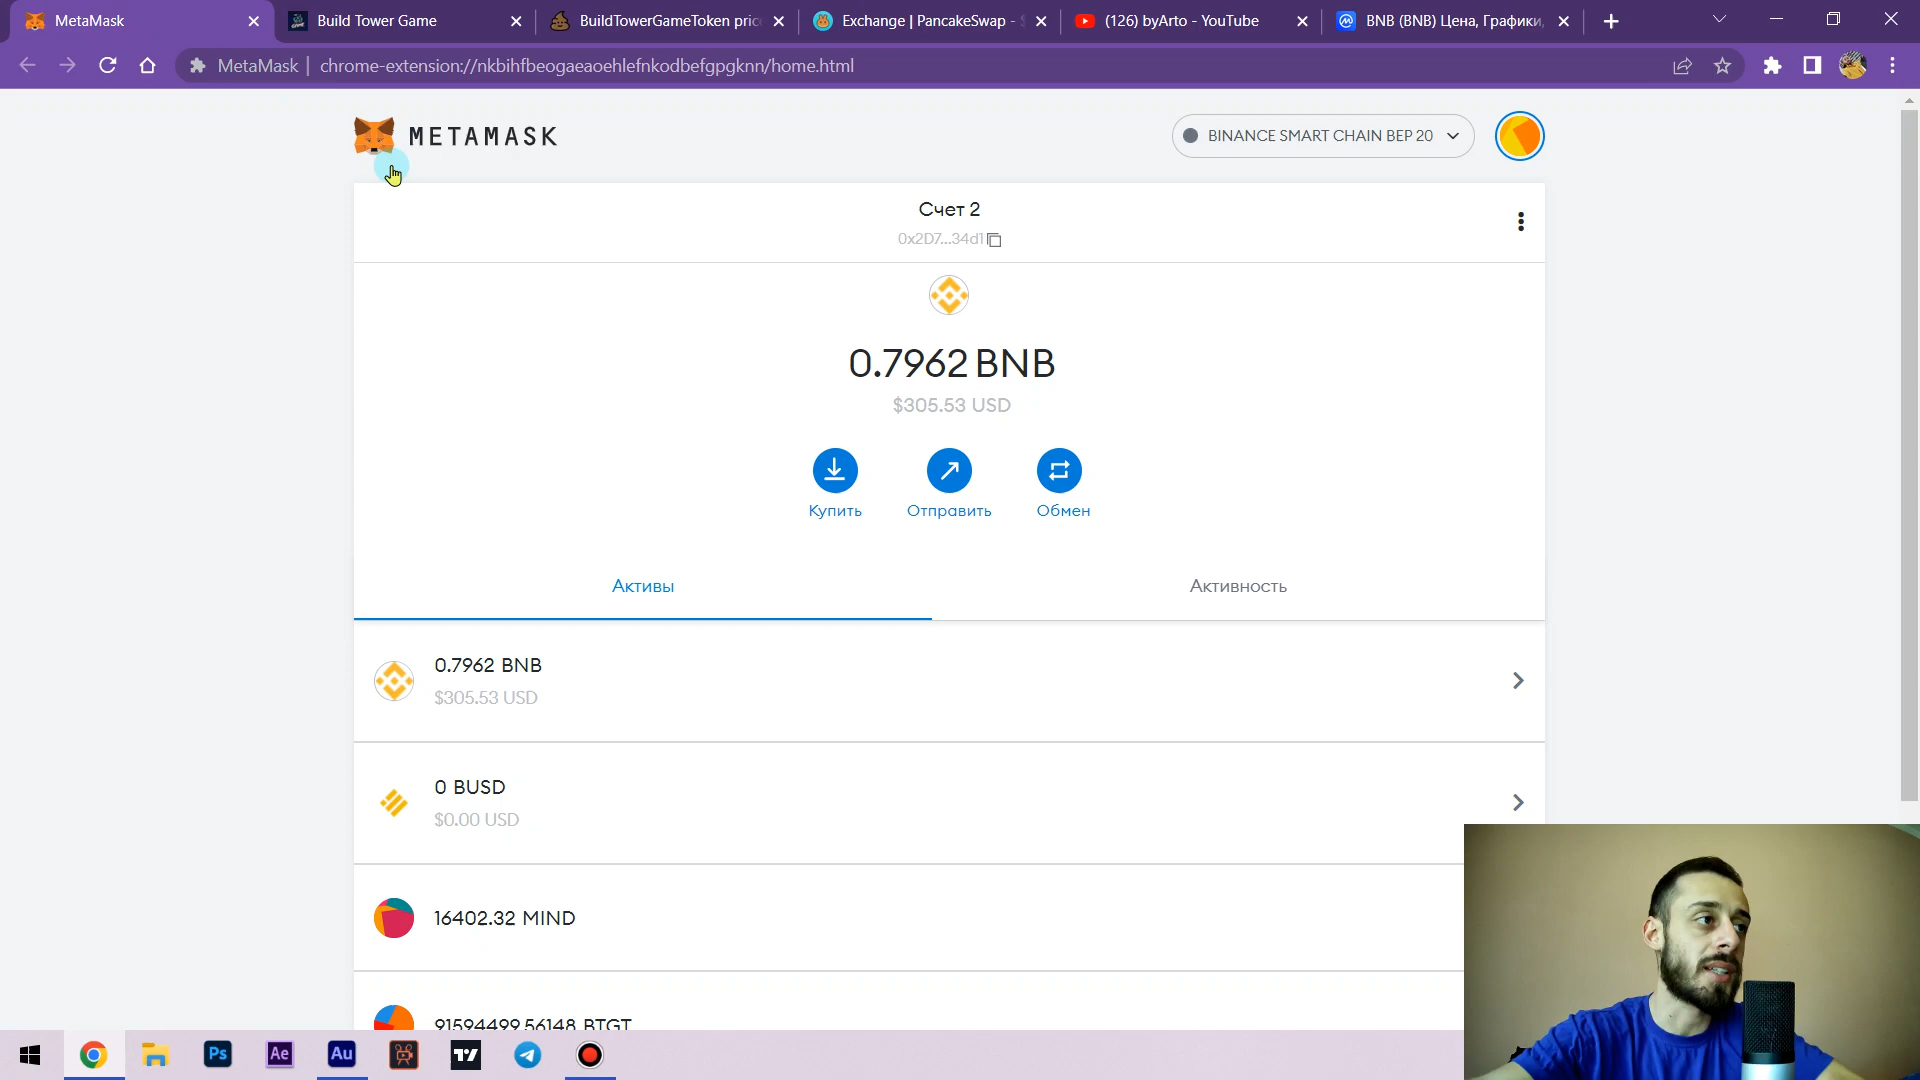 MetaMask
Build Tower Game
BuildTowerGameToken pric
Exchange | PancakeSwap -
(126) byArto - YouTube
BNB (BNB) Цена, Графики,
MetaMask
chrome-extension://nkbihfbeogaeaoehlefnkodbefgpgknn/home.html
METAMASK
BINANCE SMART CHAIN BEP 20
Счет 2
0x2D7...34d1
0.7962 BNB
$305.53 USD
Купить
Отправить
Обмен
Активы
Активность
0.7962 BNB
$305.53 USD
0 BUSD
$0.00 USD
16402.32 MIND
91594499.56148 BTGT
Ps
Ae
Au